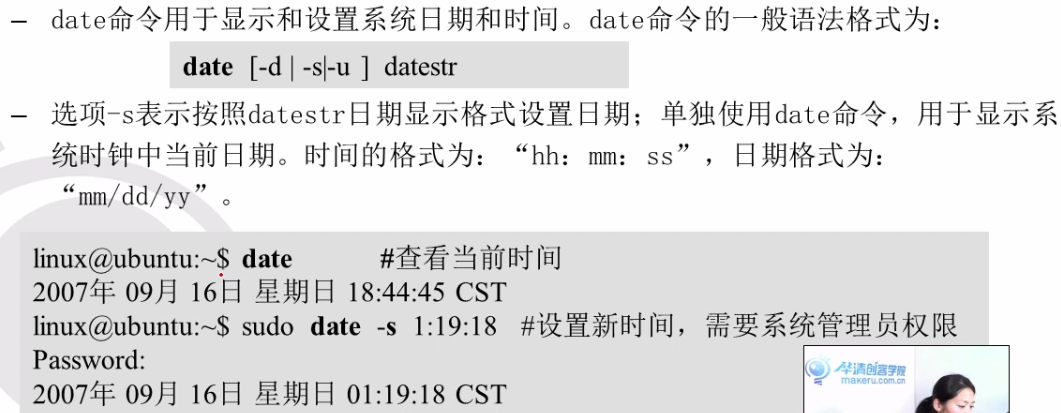 – date命令用于显示和设置系统日期和时间。date命令的一般语法格式为：
date [-d | -s|-u ] datestr
– 选项-s表示按照datestr日期显示格式设置日期；单独使用date命令，用于显示系
统时钟中当前日期。时间的格式为：“hh：mm：ss”，日期格式为：
“mm/dd/yy”。
linux@ubuntu:~$ date #查看当前时间
2007年 09月 16日 星期日 18:44:45 CST
linux@ubuntu:~$ sudo date -s 1:19:18 #设置新时间，需要系统管理员权限
Password:
2007年 09月 16日 星期日 01:19:18 CST
华清创客学院
makeru.com.cn